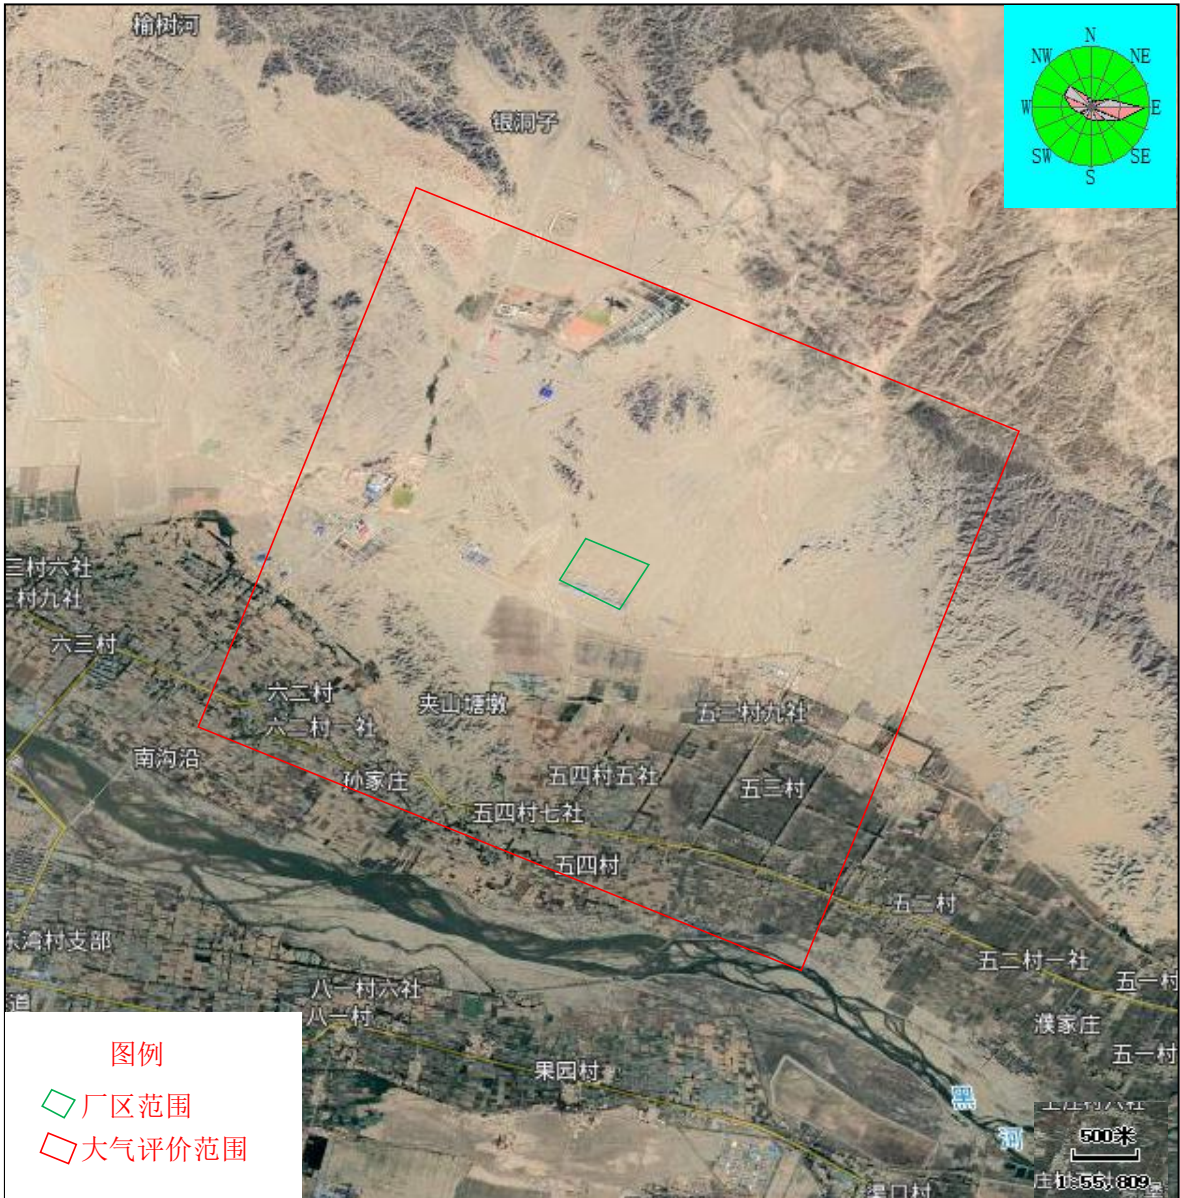 榆树河
N
NW
NE
银洞子
W
E
SW
SE
S
三村六社
村九社
六三村
六二村
夹山墩墩
五三村九社
六二村一社
南沟沿
孙家庄
五四村五社
五三村
五四村七社
五四村
五二村
东湾村支部
五二村一社
五一村
八一村六社
道
八一村
濮家庄
图例
五一村
果园村
厂区范围
黑
河
500米
大气评价范围
1:55,809
渠口村